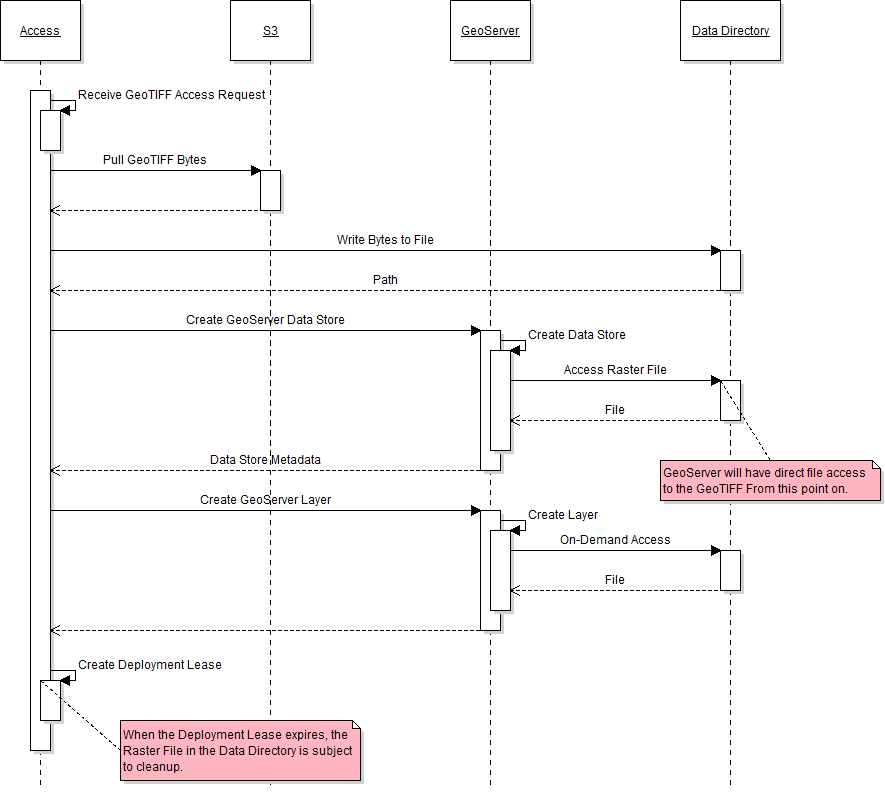 Access
S3
GeoServer
Data Directory
Receive GeoTIFF Access Request
Pull GeoTIFF Bytes
Write Bytes to File
Path
Create GeoServer Data Store
Create Data Store
Access Raster File
File
Data Store Metadata
GeoServer will have direct file access
to the GeoTIFF From this point on.
Create GeoServer Layer
Create Layer
On-Demand Access
File
Create Deployment Lease
When the Deployment Lease expires, the
Raster File in the Data Directory is subject
to cleanup.